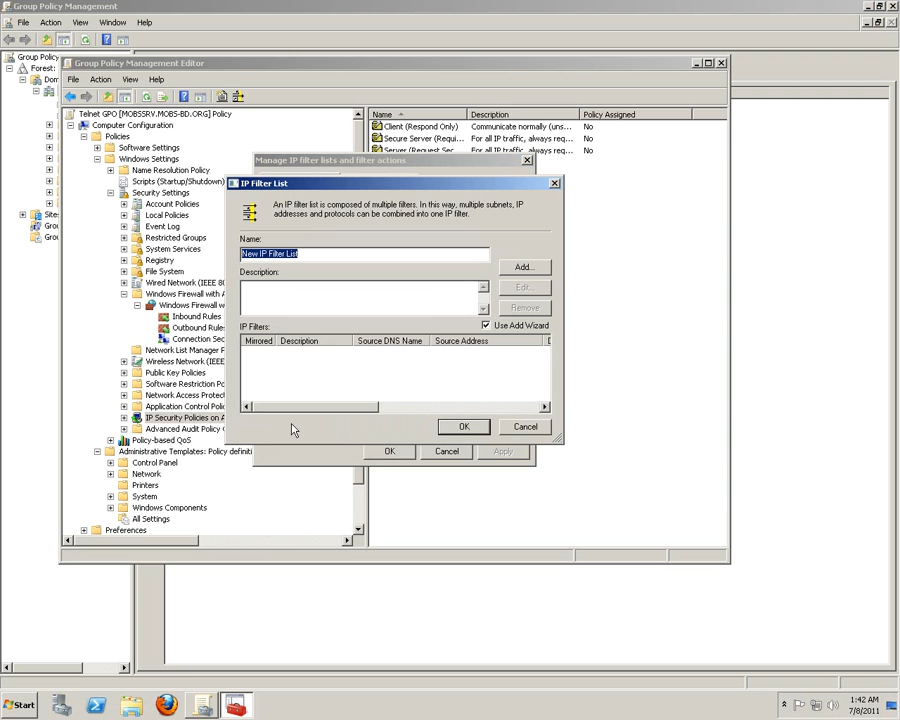 Group Policy Management
File Action View Window Help
Group Policy
Forest:
Dom
Sites
Grou
Grou
Group Policy Management Editor
File Action View Help
Telnet GPO [MOBSSRV.MOBS-BD.ORG] Policy
Computer Configuration
Policies
Software Settings
Windows Settings
Name Resolution Policy
Scripts (Startup/Shutdown)
Security Settings
Account Policies
Local Policies
Event Log
Restricted Groups
System Services
Registry
File System
Wired Network (IEEE 80
Windows Firewall with A
Windows Firewall w
Inbound Rules
Outbound Rules
Connection Sec
Network List Manager P
Wireless Network (IEEE
Public Key Policies
Software Restriction Po
Network Access Protec
Application Control Polic
IP Security Policies on A
Advanced Audit Policy C
Policy-based QoS
Administrative Templates: Policy definiti
Control Panel
Network
Printers
System
Windows Components
All Settings
Preferences
Name Description Policy Assigned
Client (Respond Only) Communicate normally (uns... No
Secure Server (Requi... For all IP traffic, always req... No
Server (Request Sec... For all IP traffic, always req... No
Manage IP filter lists and filter actions
IP Filter List
An IP filter list is composed of multiple filters. In this way, multiple subnets, IP
addresses and protocols can be combined into one IP filter.
Name:
New IP Filter List
Add...
Description:
Edit...
Remove
IP Filters:
Use Add Wizard
Mirrored Description Source DNS Name Source Address D
OK Cancel
OK Cancel Apply
Start
1:42 AM
7/8/2011